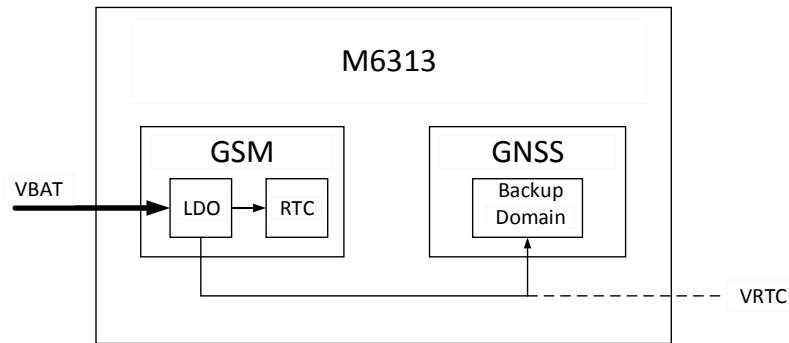 M6313
GSM
GNSS
VBAT
LDO
RTC
Backup
Domain
VRTC